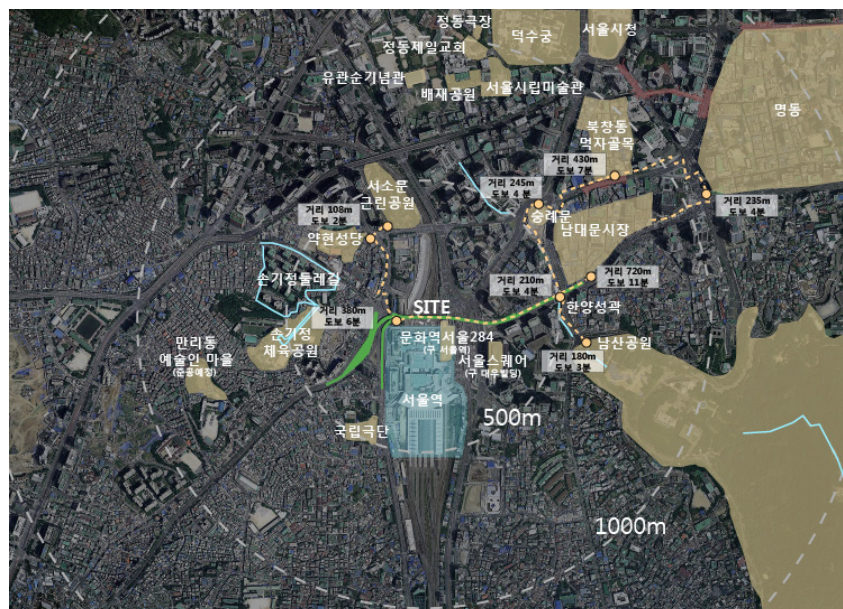 정동극장
덕수궁
서울시청
정동제일교회
유관순기념관
배재공원
서울시립미술관
명동
북창동
먹자골목
거리 430m
도보 7분
거리 245m
도보 4 분
서소문
근린공원
거리 108m
도보 2분
거리 235m
도보 4분
숭례문
남대문시장
약현성당
손기정둘레길
거리 210m
도보 4분
거리 720m
도보 11분
한양성곽
거리 380m
도보 6분
SITE
만리동
예술인 마을
(준공예정)
손기정
체육공원
문화역서울284
(구 서울역)
서울스퀘어
(구 대우빌딩)
남산공원
거리 180m
도보 3분
서울역
국립극단
500m
1000m